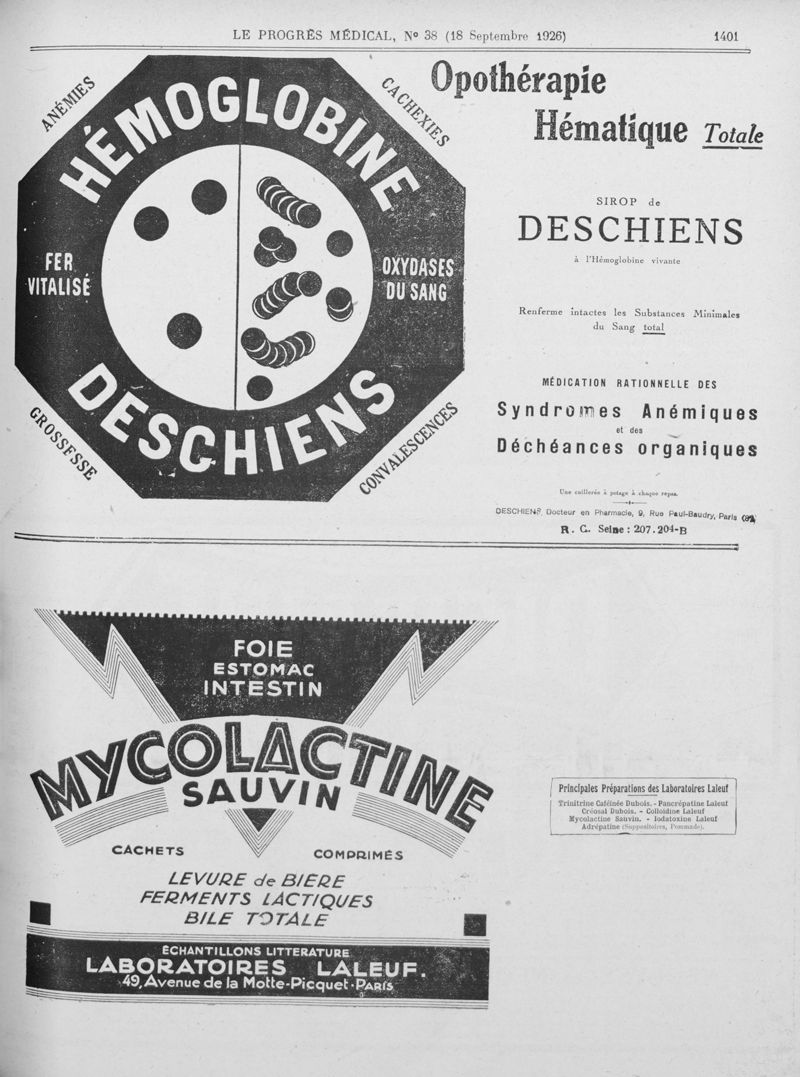 LE PROGRÈS MÉDICAL, Nº 38 (18 Septembre 1926)
1401
ANÉMIES
CACHEXIES
HÉMOGLOBINE
FER
VITALISÉ
OXYDASES
DU SANG
DESCHIENS
GROSSESSE
CONVALESCENCES
Opothérapie
Hématique Totale
SIROP de
DESCHIENS
à l'Hémoglobine vivante
Renferme intactes les Substances Minimales
du Sang total
MÉDICATION RATIONNELLE DES
Syndromes Anémiques
et des
Déchéances organiques
Une cuillerée à potage à chaque repas.
DESCHIENS, Docteur en Pharmacie, 9, Rue Paul-Baudry, Paris (8e)
R. C. Seine : 207.204-B
FOIE
ESTOMAC
INTESTIN
MYCOLACTINE
SAUVIN
CACHETS
COMPRIMÉS
LEVURE de BIERE
FERMENTS LACTIQUES
BILE TOTALE
ÉCHANTILLONS LITTERATURE
LABORATOIRES LALEUF.
49, Avenue de la Motte-Picquet · PARIS
Principales Préparations des Laboratoires Laleuf
Trinitrine Caféinée Dubois. - Pancrépatine Laleuf
Créosal Dubois. - Colloïdine Laleuf
Mycolactine Sauvin. - Iodatoxine Laleuf
Adrépatine (Suppositoires, Pommade).